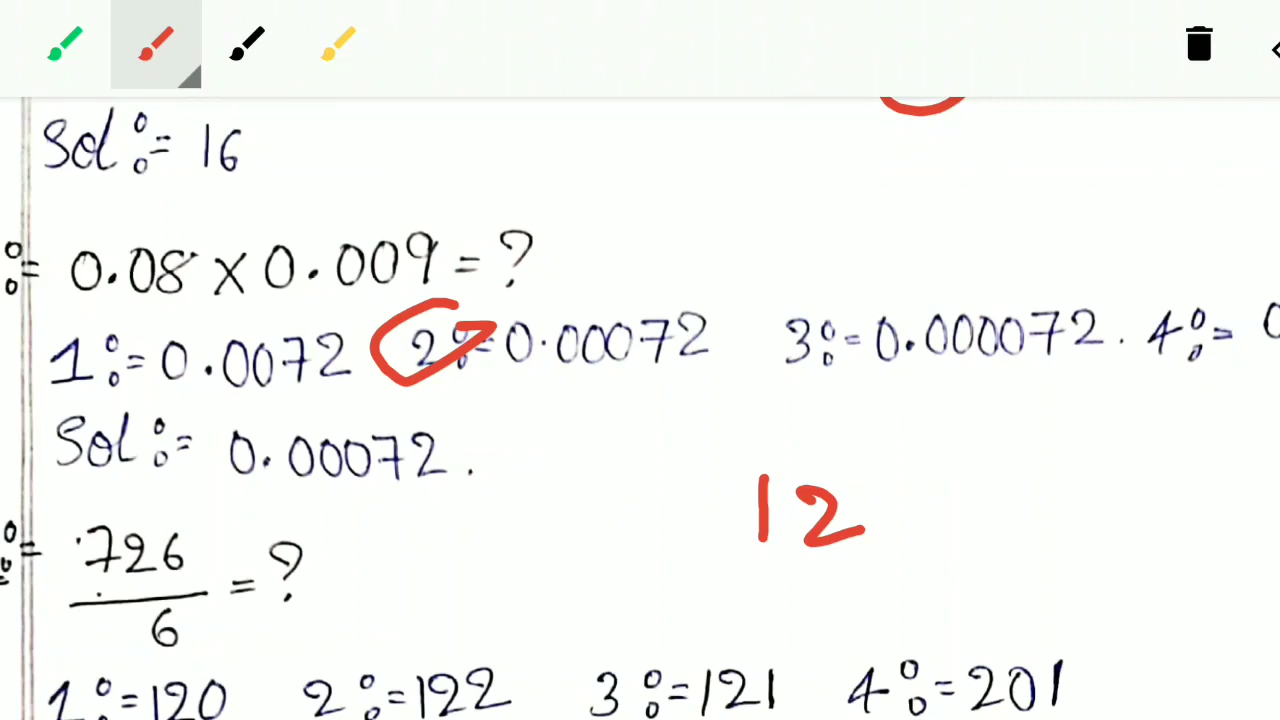 Sol := 16
:= 0.08 × 0.009 = ?
1 := 0.0072 2 := 0.00072 3 := 0.000072. 4 := 0
Sol := 0.00072.
12
:= 726/6 = ?
1 := 120 2 := 122 3 := 121 4 := 201